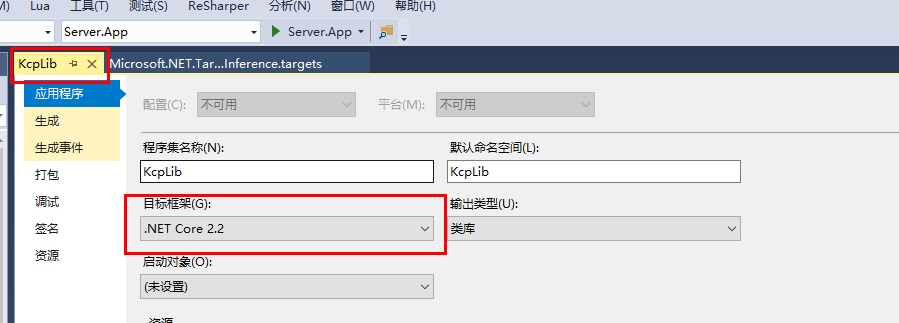 M) Lua 工具(T) 测试(S) ReSharper 分析(N) 窗口(W) 帮助(H)
Server.App Server.App
KcpLib Microsoft.NET.Tar...Inference.targets
应用程序
生成
生成事件
打包
调试
签名
资源
配置(C): 不可用 平台(M): 不可用
程序集名称(N): 默认命名空间(L):
KcpLib KcpLib
目标框架(G): 输出类型(U):
.NET Core 2.2 类库
启动对象(O):
(未设置)
资源